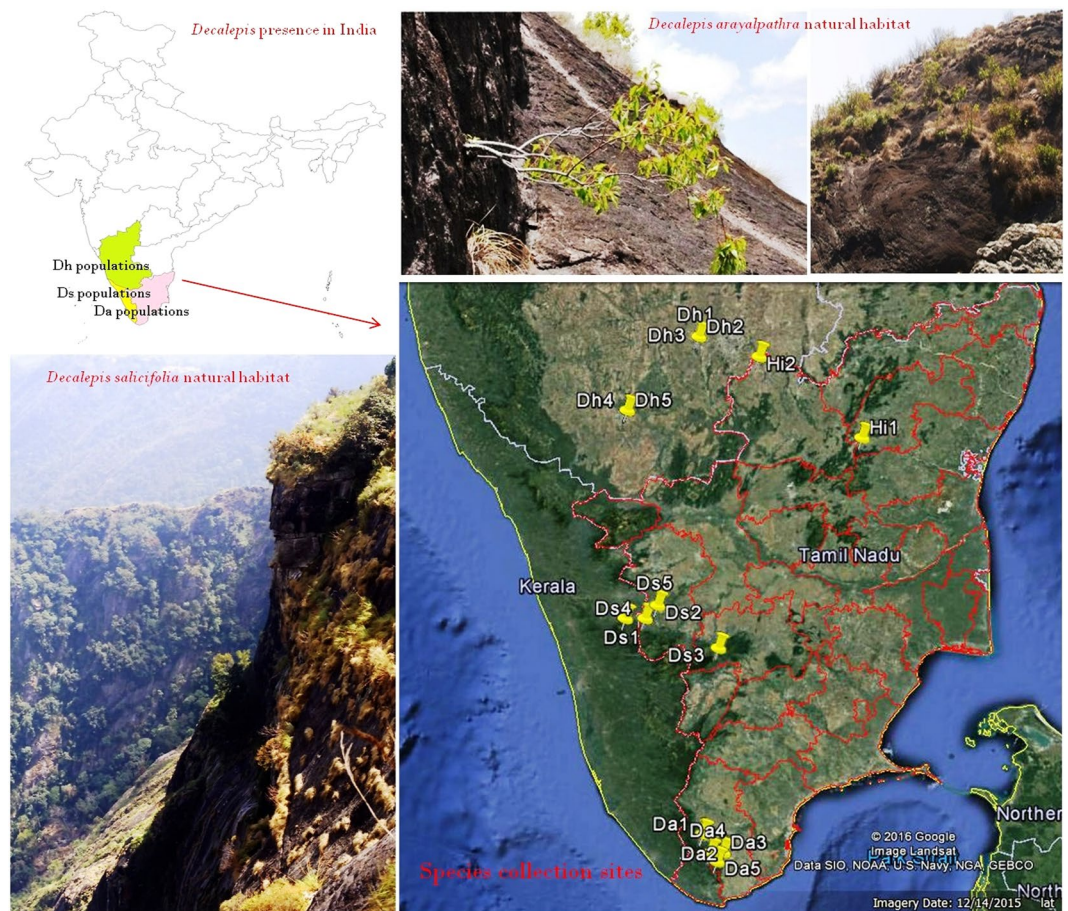 Decalepis presence in India
Dh populations
Ds populations
Da populations
Decalepis arayalpathra natural habitat
Decalepis salicifolia natural habitat
Dh1
Dh3 Dh2
Hi2
Dh4 Dh5
Hi1
Tamil Nadu
Kerala
Ds5
Ds4 Ds2
Ds1
Ds3
Da1 Da4 Da3
Da2 Da5
Species collection sites
© 2016 Google
Image Landsat
Data SIO, NOAA, U.S. Navy, NGA, GEBCO
Northern
North
Imagery Date: 12/14/2015 lat